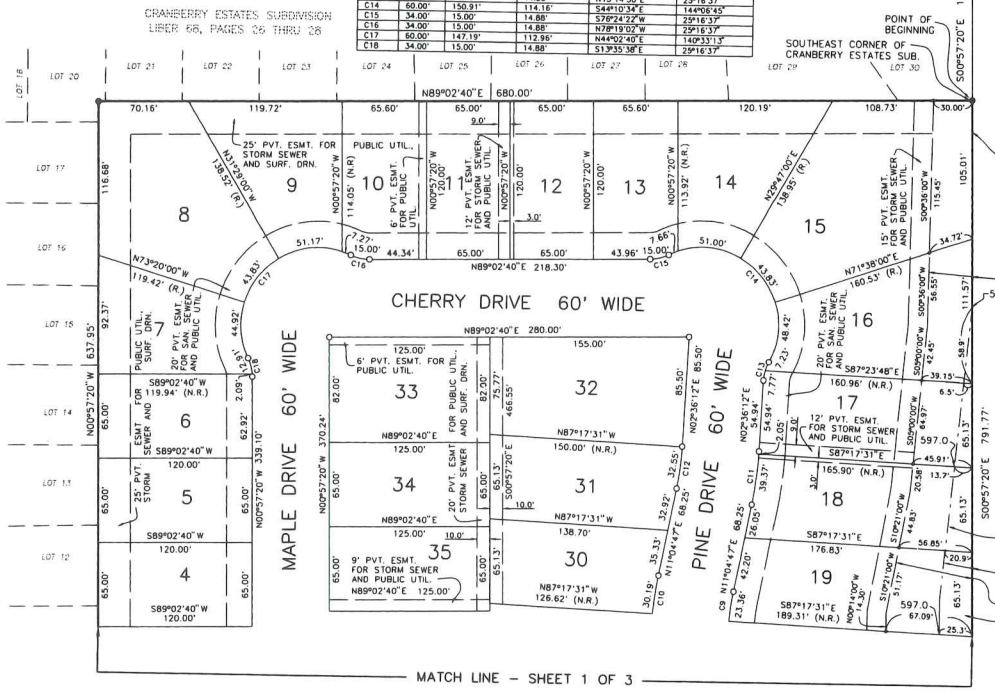 CRANBERRY ESTATES SUBDIVISION
LIBER 68, PAGES 26 THRU 28
C14 60.00' 150.91' 114.16' S44°10'34"E 144°06'45"
C15 34.00' 15.00' 14.88' S76°24'22"W 25°16'37"
C16 34.00' 15.00' 14.88' N78°19'02"W 25°16'37"
C17 60.00' 147.19' 112.96' N44°02'40"E 140°33'13"
C18 34.00' 15.00' 14.88' S13°35'38"E 25°16'37"
POINT OF
BEGINNING
SOUTHEAST CORNER OF
CRANBERRY ESTATES SUB.
S00°57'20"E
LOT 18
LOT 20
LOT 21
LOT 22
LOT 23
LOT 24
LOT 25
LOT 26
LOT 27
LOT 28
LOT 29
LOT 30
N89°02'40"E 680.00'
70.16'
119.72'
65.60'
65.00'
65.00'
65.60'
120.19'
108.73'
30.00'
9.0'
LOT 17
116.68'
8
N31°29'00"W
138.52' (R.)
25' PVT. ESMT. FOR
STORM SEWER
AND SURF. DRN.
9
N00°57'20"W
114.05' (N.R.)
PUBLIC UTIL.,
10
6' PVT. ESMT.
FOR PUBLIC
UTIL.
N00°57'20"W
120.00'
11
12' PVT. ESMT.
FOR STORM SEWER
AND PUBLIC UTIL.
N00°57'20"W
120.00'
12
3.0'
N00°57'20"W
120.00'
13
N00°57'20"W
113.92' (N.R.)
14
N29°47'00"E
138.95' (R.)
15
15' PVT. ESMT.
FOR STORM SEWER
AND PUBLIC UTIL.
S00°36'00"W
115.45'
105.01'
LOT 16
N73°20'00"W
119.42' (R.)
51.17'
7.27'
15.00'
C16
44.34'
65.00'
65.00'
43.96'
15.00'
C15
7.66'
51.00'
N89°02'40"E 218.30'
43.83'
C17
C14
43.83'
N71°38'00"E
160.53' (R.)
34.72'
CHERRY DRIVE 60' WIDE
LOT 15
92.37'
637.95'
7
PUBLIC UTIL.,
SURF. DRN.
20' PVT. ESMT.
FOR SAN. SEWER
AND PUBLIC UTIL
44.92'
12.91'
C18
N89°02'40"E 280.00'
125.00'
155.00'
6' PVT. ESMT. FOR
PUBLIC UTIL.
48.42'
7.23'
C13
20' PVT. ESMT.
FOR SAN. SEWER
AND PUBLIC UTIL.
16
S00°36'00"W
56.55'
S00°00'00"W
42.45'
111.57'
58.9'
S87°23'48"E
160.96' (N.R.)
39.15'
6.5'
LOT 14
N00°57'20"W
65.00'
S89°02'40"W
119.94' (N.R.)
2.09'
6
62.92'
S89°02'40"W
120.00'
25' PVT. ESMT FOR
STORM SEWER AND
MAPLE DRIVE 60' WIDE
N00°57'20"W 339.10'
N00°57'20"W 370.24'
82.00'
33
FOR PUBLIC UTIL.,
STORM SEWER AND SURF. DRN.
20' PVT. ESMT
82.00'
75.77'
466.55'
32
85.50'
N02°36'12"E 85.50'
PINE DRIVE 60' WIDE
N02°36'12"E
54.94'
54.94'
7.77'
2.05'
9.0'
17
12' PVT. ESMT.
FOR STORM SEWER
AND PUBLIC UTIL.
S05°00'00"W
64.97'
597.0
65.13'
S00°57'20"E 791.77'
S87°17'31"E
165.90' (N.R.)
45.91'
13.7'
N89°02'40"E
125.00'
N87°17'31"W
150.00' (N.R.)
LOT 13
65.00'
5
65.00'
S89°02'40"W
120.00'
65.00'
34
65.00'
65.13'
S00°57'20"E
31
32.55'
C12
32.92'
68.25'
C11
39.37'
3.0'
26.05'
68.25'
18
20.58'
S10°21'00"W
44.83'
65.13'
N89°02'40"E
125.00'
10.0'
10.0'
N87°17'31"W
138.70'
S87°17'31"E
176.83'
56.85'
20.9'
LOT 12
65.00'
4
65.00'
S89°02'40"W
120.00'
35
9' PVT. ESMT.
FOR STORM SEWER
AND PUBLIC UTIL.
N89°02'40"E 125.00'
65.00'
65.13'
30
N87°17'31"W
126.62' (N.R.)
35.33'
30.19'
C10
N11°04'47"E
N11°04'47"E
42.20'
23.36'
C9
19
S87°17'31"E
189.31' (N.R.)
N00°14'00"W
14.30'
S10°21'00"W
51.17'
597.0
67.09'
65.13'
25.3'
MATCH LINE – SHEET 1 OF 3